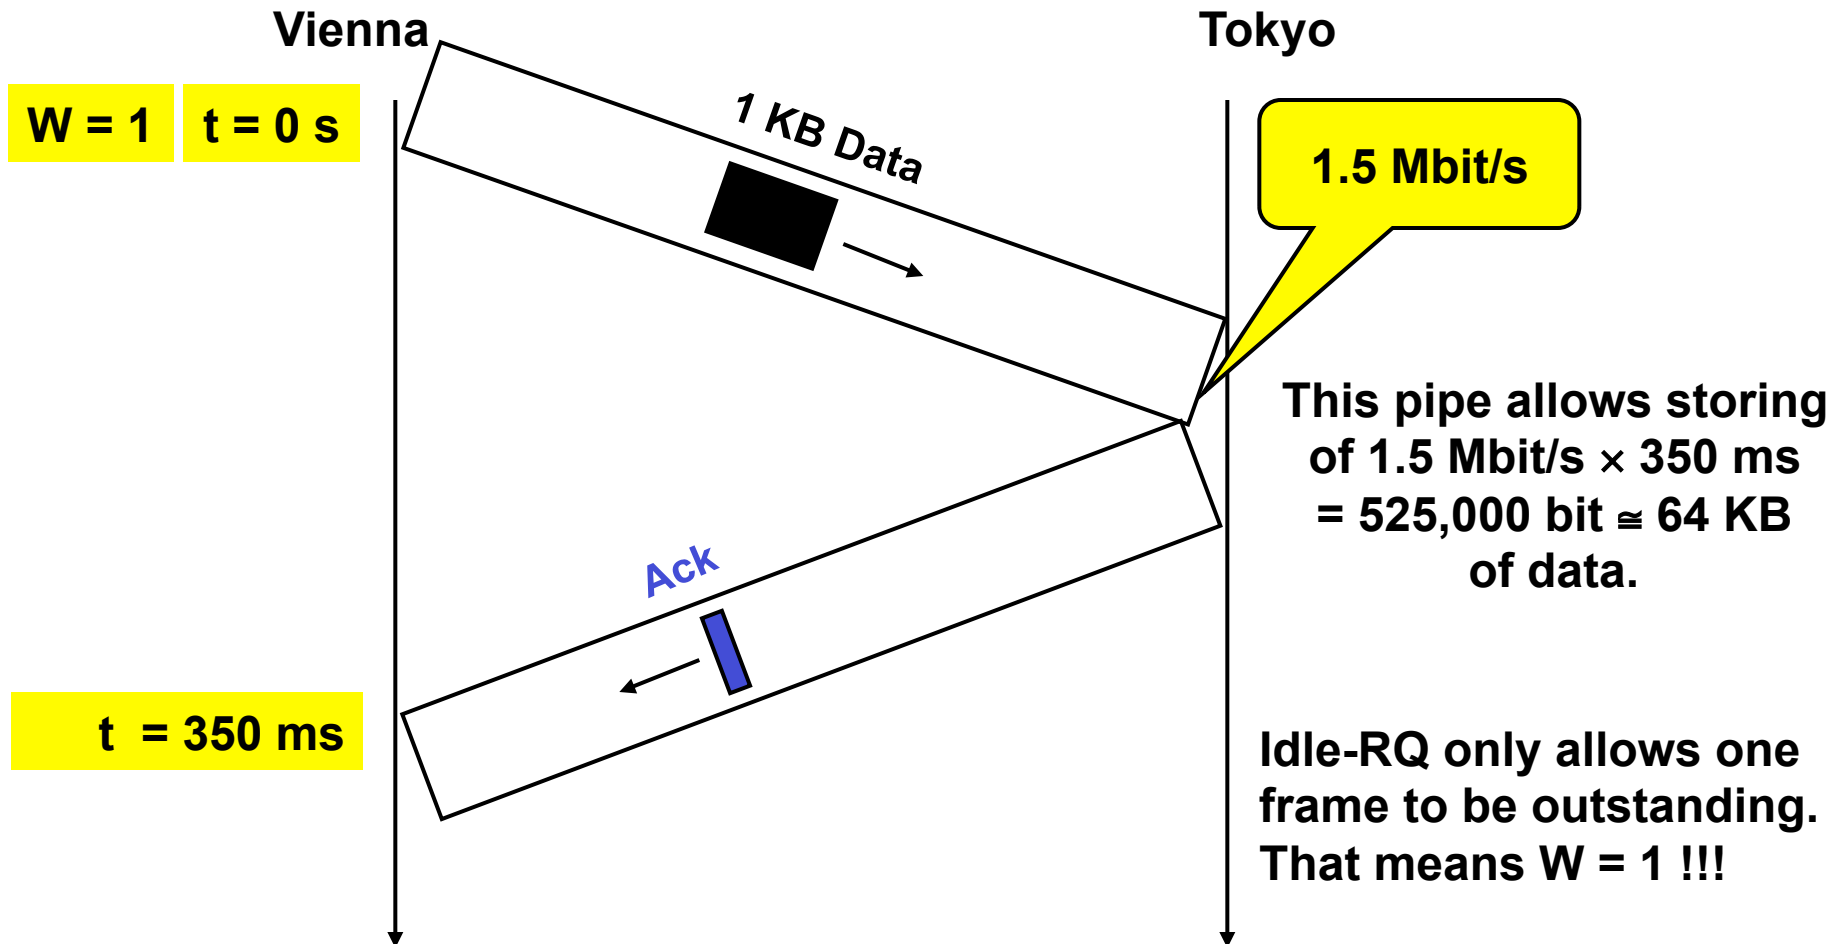 Vienna
Tokyo
W = 1
t = 0 s
1 KB Data
1.5 Mbit/s
This pipe allows storing
of 1.5 Mbit/s × 350 ms
= 525,000 bit ≅ 64 KB
of data.
Ack
t = 350 ms
Idle-RQ only allows one
frame to be outstanding.
That means W = 1 !!!